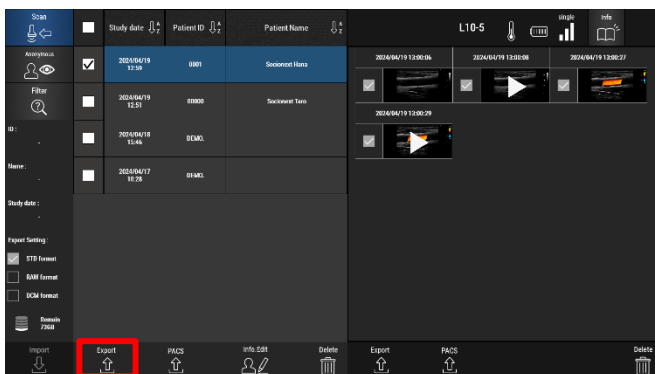 Scan
Study date
Patient ID
Patient Name
L10-5
single
Info
Anonymous
2024/04/19
12:59
0001
Socionext Hana
2024/04/19 13:00:06
2024/04/19 13:00:08
2024/04/19 13:00:27
Filter
2024/04/19
12:51
00000
Socionext Taro
2024/04/19 13:00:29
ID :
-
2024/04/18
15:46
DEMO.
Name :
-
2024/04/17
10:28
DEMO.
Study date :
-
Export Setting :
STD format
RAW format
DCM format
Remain
73GB
Import
Export
PACS
Info.Edit
Delete
Export
PACS
Delete